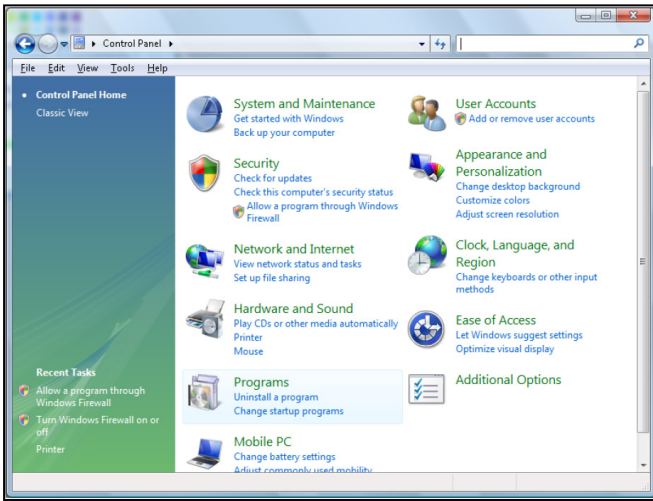 Control Panel
File Edit View Tools Help
Control Panel Home
Classic View
Recent Tasks
Allow a program through
Windows Firewall
Turn Windows Firewall on or
off
Printer
System and Maintenance
Get started with Windows
Back up your computer
Security
Check for updates
Check this computer's security status
Allow a program through Windows
Firewall
Network and Internet
View network status and tasks
Set up file sharing
Hardware and Sound
Play CDs or other media automatically
Printer
Mouse
Programs
Uninstall a program
Change startup programs
Mobile PC
Change battery settings
Adjust commonly used mobility
User Accounts
Add or remove user accounts
Appearance and
Personalization
Change desktop background
Customize colors
Adjust screen resolution
Clock, Language, and
Region
Change keyboards or other input
methods
Ease of Access
Let Windows suggest settings
Optimize visual display
Additional Options